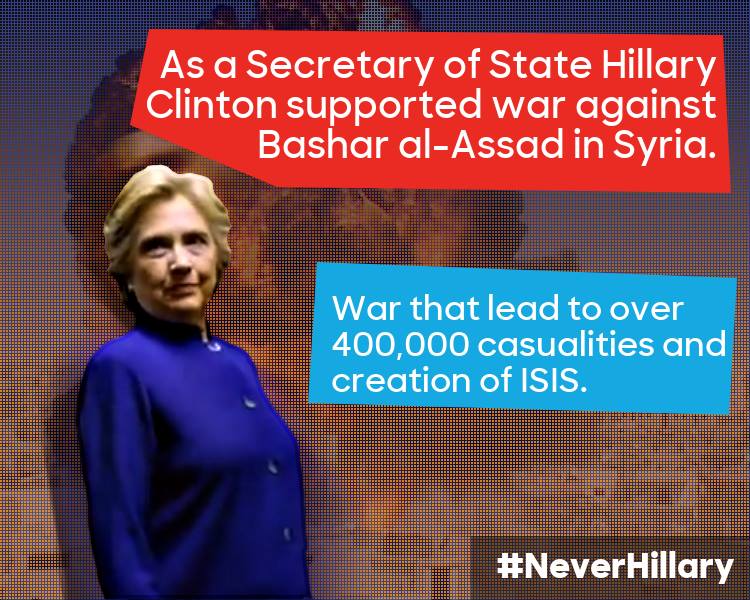 As a Secretary of State Hillary
Clinton supported war against
Bashar al-Assad in Syria.
War that lead to over
400,000 casualities and
creation of ISIS.
#NeverHillary